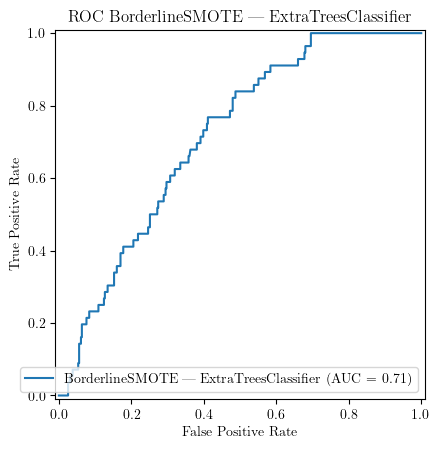 ROC BorderlineSMOTE — ExtraTreesClassifier
True Positive Rate
1.0
0.8
0.6
0.4
0.2
0.0
BorderlineSMOTE — ExtraTreesClassifier (AUC = 0.71)
0.0 0.2 0.4 0.6 0.8 1.0
False Positive Rate